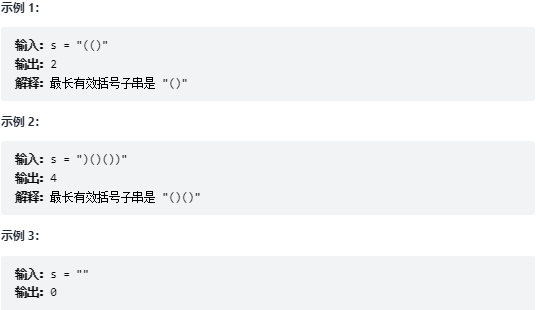 示例 1：
输入：s = "(()"
输出：2
解释：最长有效括号子串是 "()"
示例 2：
输入：s = ")()())"
输出：4
解释：最长有效括号子串是 "()()"
示例 3：
输入：s = ""
输出：0